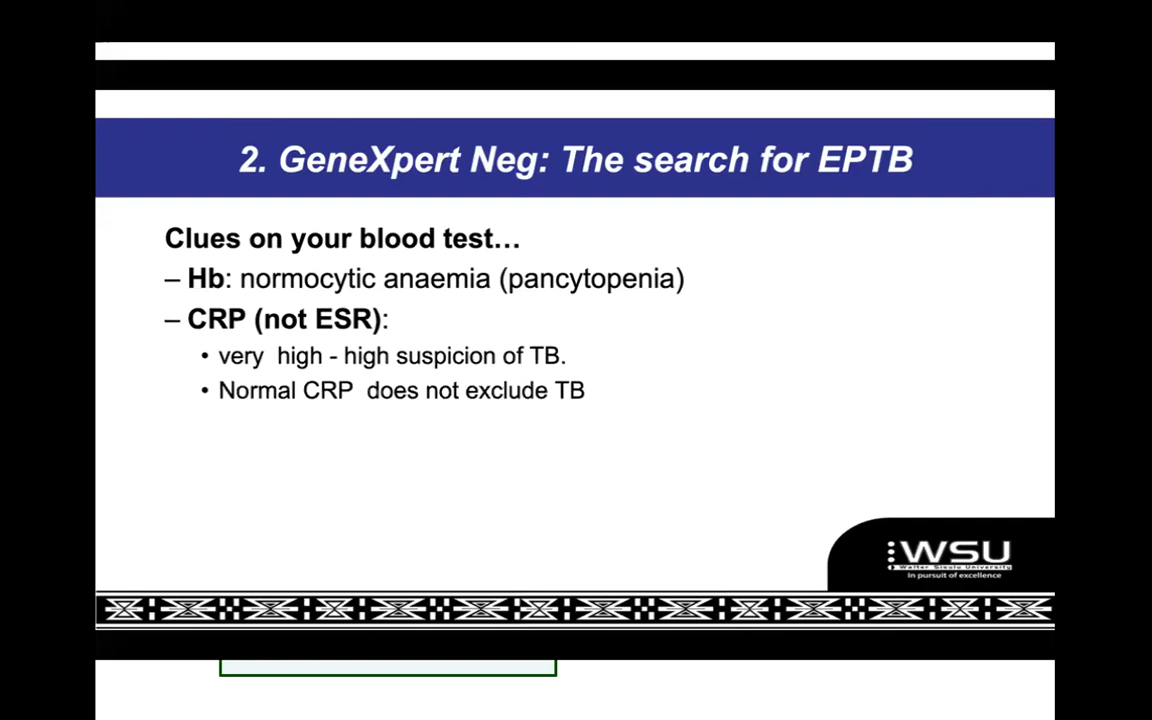 2. GeneXpert Neg: The search for EPTB
Clues on your blood test…
– Hb: normocytic anaemia (pancytopenia)
– CRP (not ESR):
• very high - high suspicion of TB.
• Normal CRP does not exclude TB
WSU
Walter Sisulu University
In pursuit of excellence